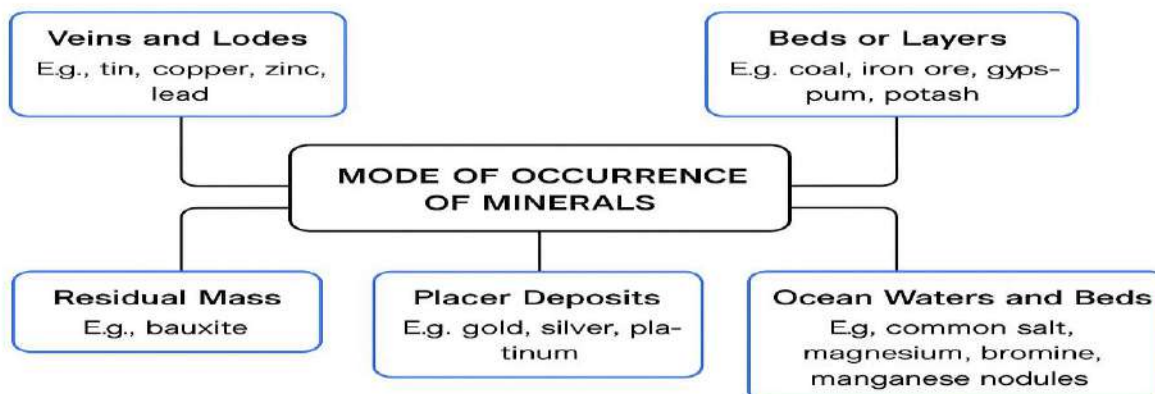 Veins and Lodes
E.g., tin, copper, zinc,
lead
Beds or Layers
E.g. coal, iron ore, gyps-
pum, potash
MODE OF OCCURRENCE
OF MINERALS
Residual Mass
E.g., bauxite
Placer Deposits
E.g. gold, silver, pla-
tinum
Ocean Waters and Beds
E.g, common salt,
magnesium, bromine,
manganese nodules